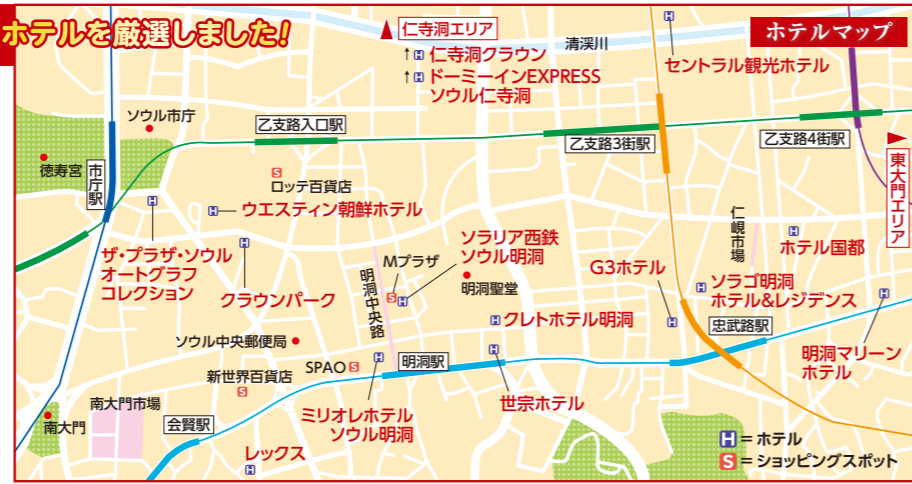 ホテルを厳選しました!
ホテルマップ
仁寺洞エリア
↑H 仁寺洞クラウン
↑H ドーミーインEXPRESS
ソウル仁寺洞
清渓川
H
セントラル観光ホテル
ソウル市庁
乙支路入口駅
乙支路3街駅
乙支路4街駅
東大門エリア
徳寿宮
市庁駅
S
ロッテ百貨店
H ウエスティン朝鮮ホテル
H
ザ・プラザ・ソウル
オートグラフ
コレクション
H
クラウンパーク
明洞中央路
Mプラザ
S H
ソラリア西鉄
ソウル明洞
明洞聖堂
仁峴市場
H
ホテル国都
G3ホテル
H
H ソラゴ明洞
ホテル&レジデンス
H クレトホテル明洞
忠武路駅
H
明洞マリーン
ホテル
ソウル中央郵便局
SPAO S
新世界百貨店
S
H
ミリオレホテル
ソウル明洞
明洞駅
H
世宗ホテル
南大門市場
南大門
会賢駅
レックス
H
H = ホテル
S = ショッピングスポット